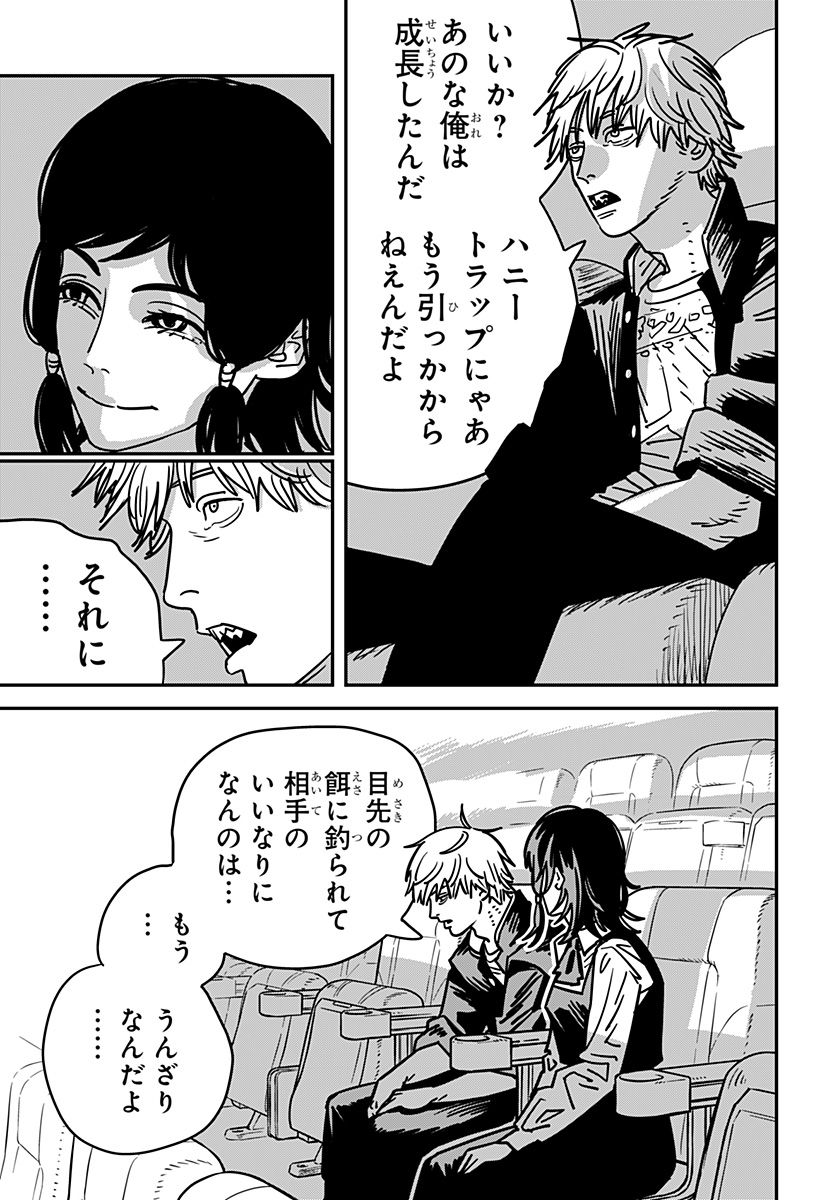 いいか？
あのな俺は
成長したんだ
ハニー
トラップにゃあ
もう引っかから
ねえんだよ
それに
……
目先の
餌に釣られて
相手の
いいなりに
なんのは…
もう
…
うんざり
なんだよ
……